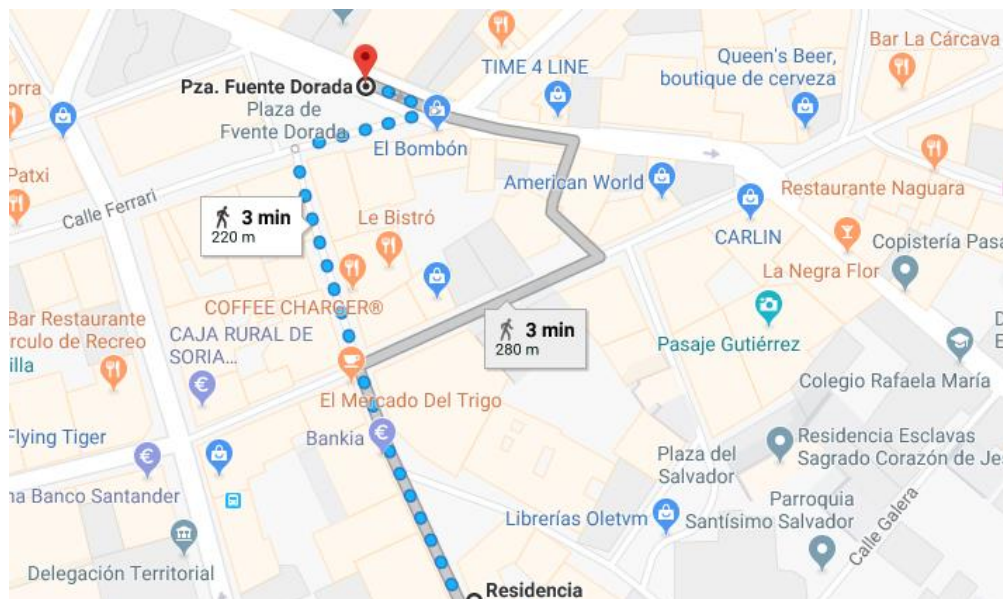 Bar La Cárcava
Queen's Beer,
boutique de cerveza
TIME 4 LINE
orra
Pza. Fuente Dorada
Plaza de
Fvente Dorada
El Bombón
Patxi
American World
Restaurante Naguara
Calle Ferrari
3 min
220 m
Le Bistró
CARLIN
Copistería Pasa
La Negra Flor
COFFEE CHARGER®
Bar Restaurante
rculo de Recreo
illa
CAJA RURAL DE
SORIA...
3 min
280 m
Pasaje Gutiérrez
D
E
Colegio Rafaela María
El Mercado Del Trigo
Flying Tiger
Bankia
Plaza del
Salvador
Residencia Esclavas
Sagrado Corazón de Jes
na Banco Santander
Librerías Oletvm
Parroquia
Santísimo Salvador
Calle Galera
Delegación Territorial
Residencia